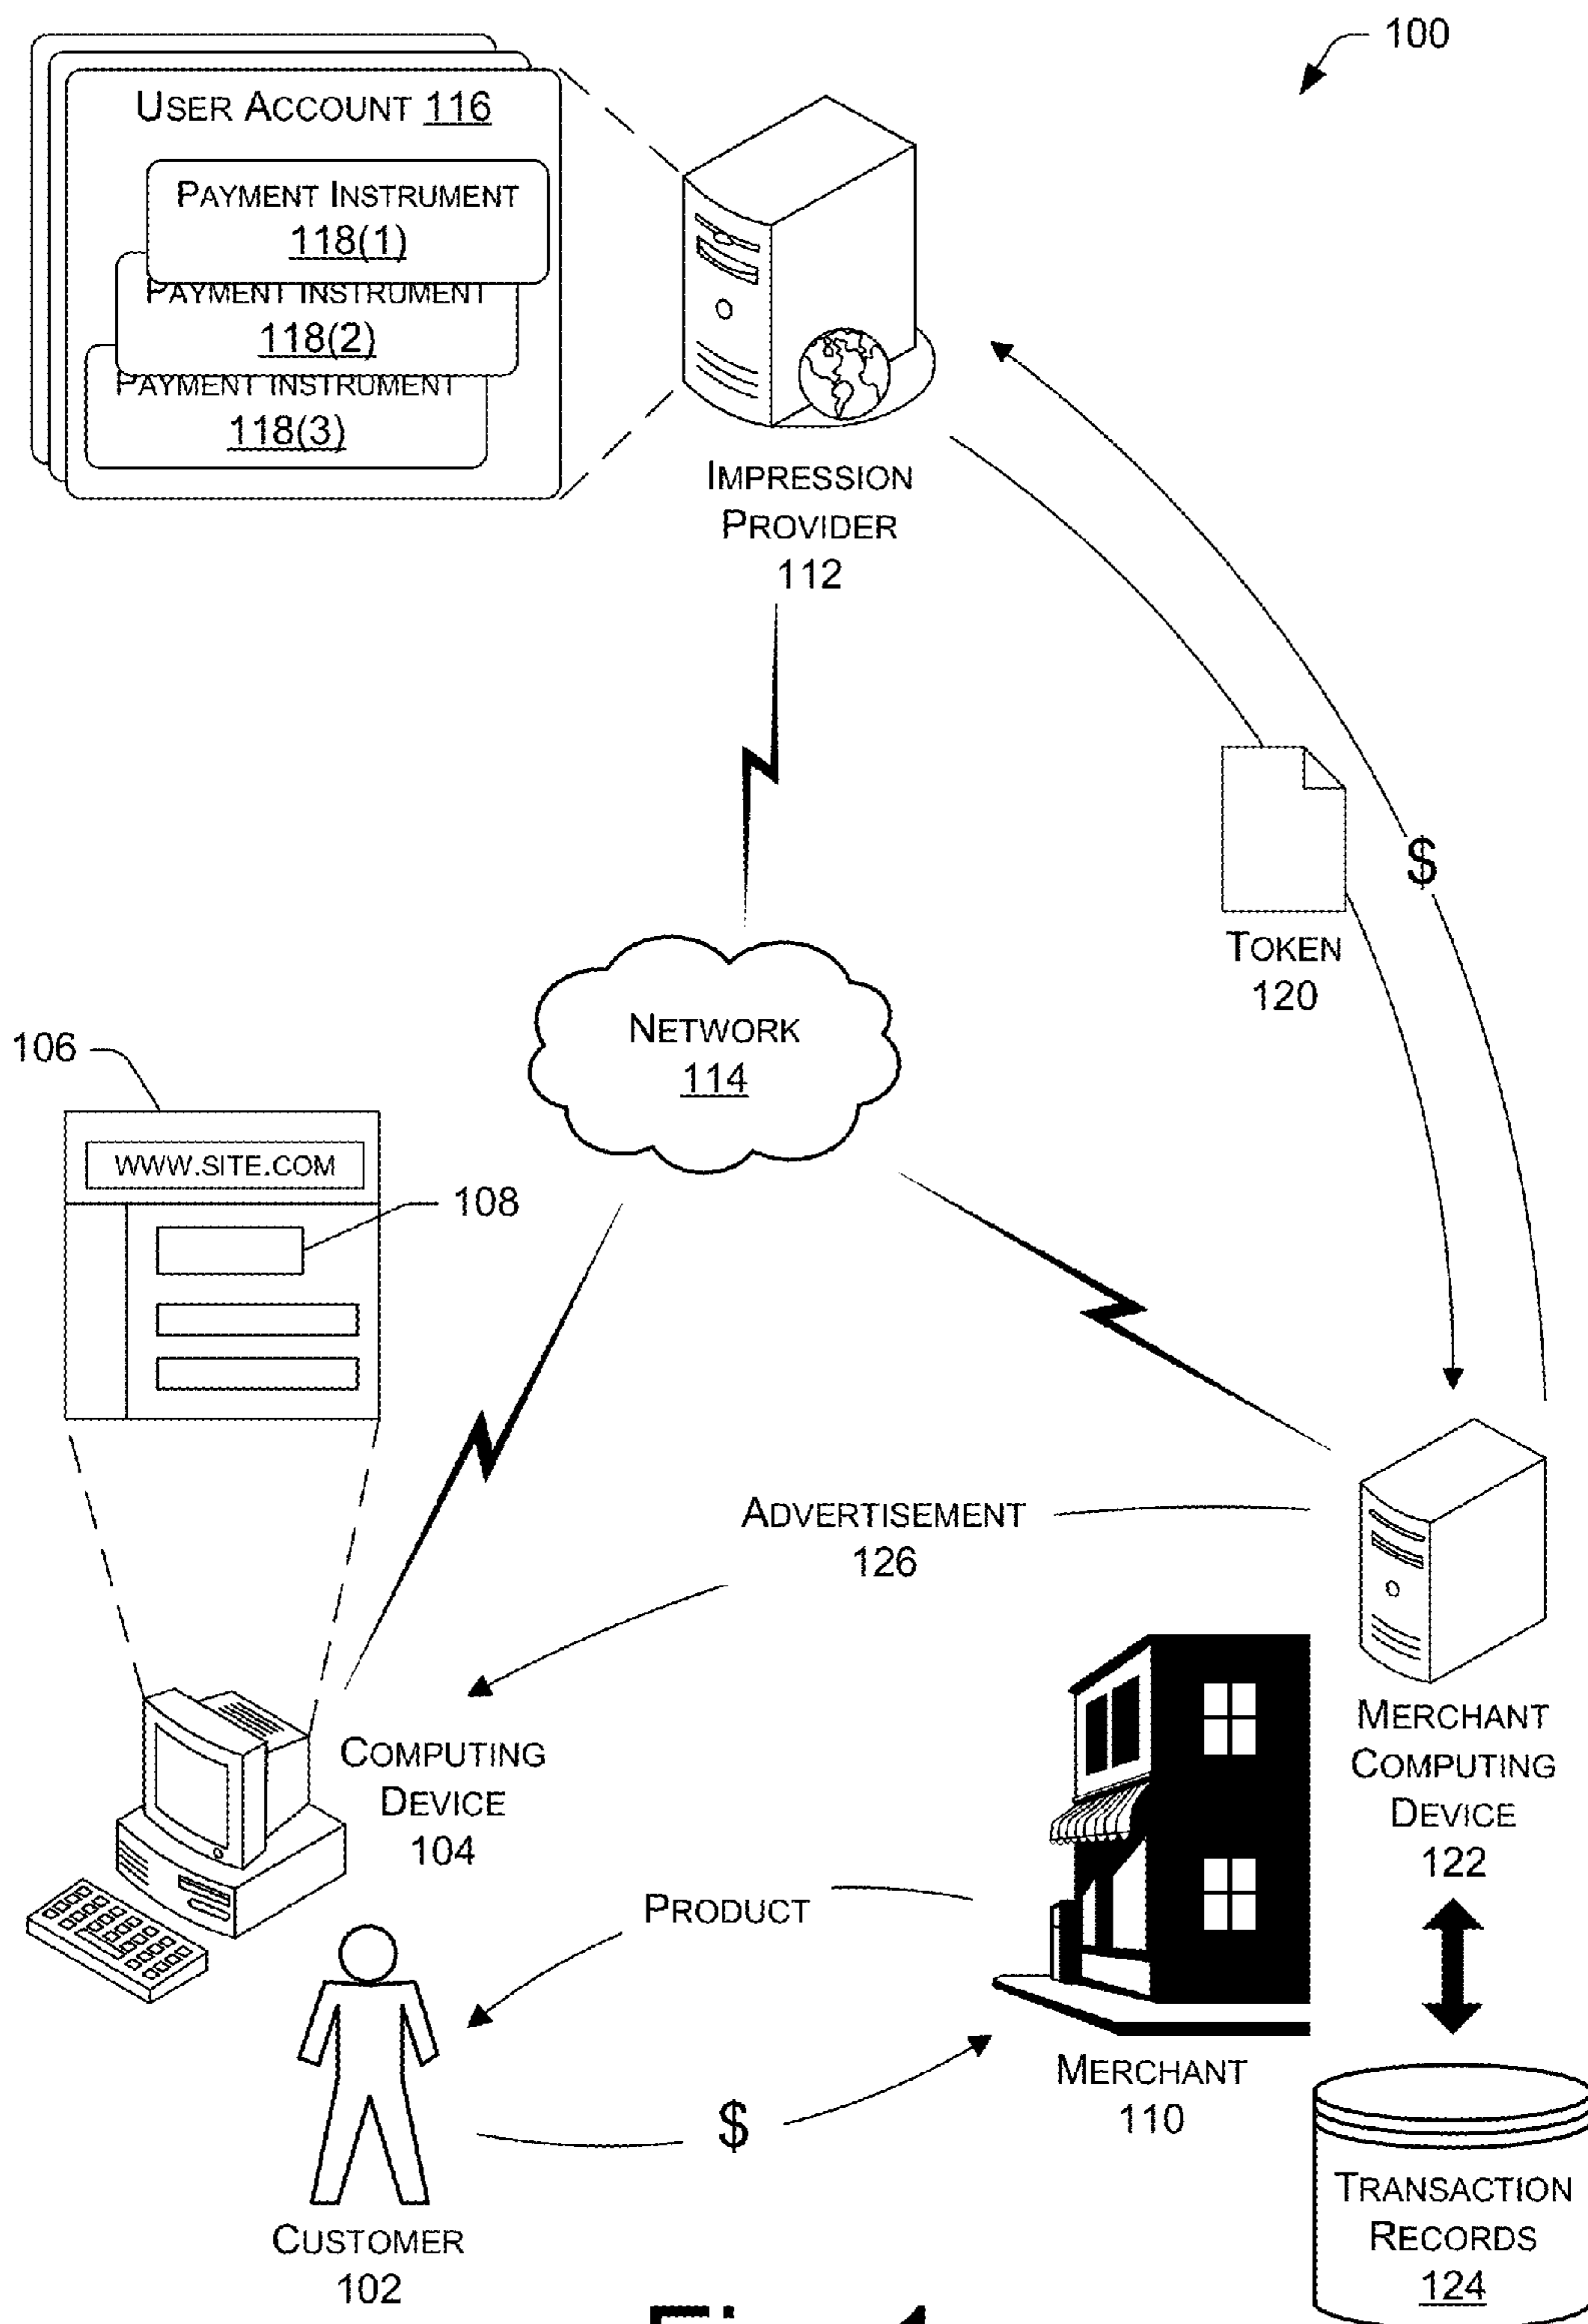 100
USER ACCOUNT 116
PAYMENT INSTRUMENT
118(1)
PAYMENT INSTRUMENT
118(2)
PAYMENT INSTRUMENT
118(3)
IMPRESSION
PROVIDER
112
$
TOKEN
120
NETWORK
114
106
WWW.SITE.COM
108
ADVERTISEMENT
126
COMPUTING
DEVICE
104
MERCHANT
COMPUTING
DEVICE
122
PRODUCT
MERCHANT
110
$
TRANSACTION
RECORDS
124
CUSTOMER
102